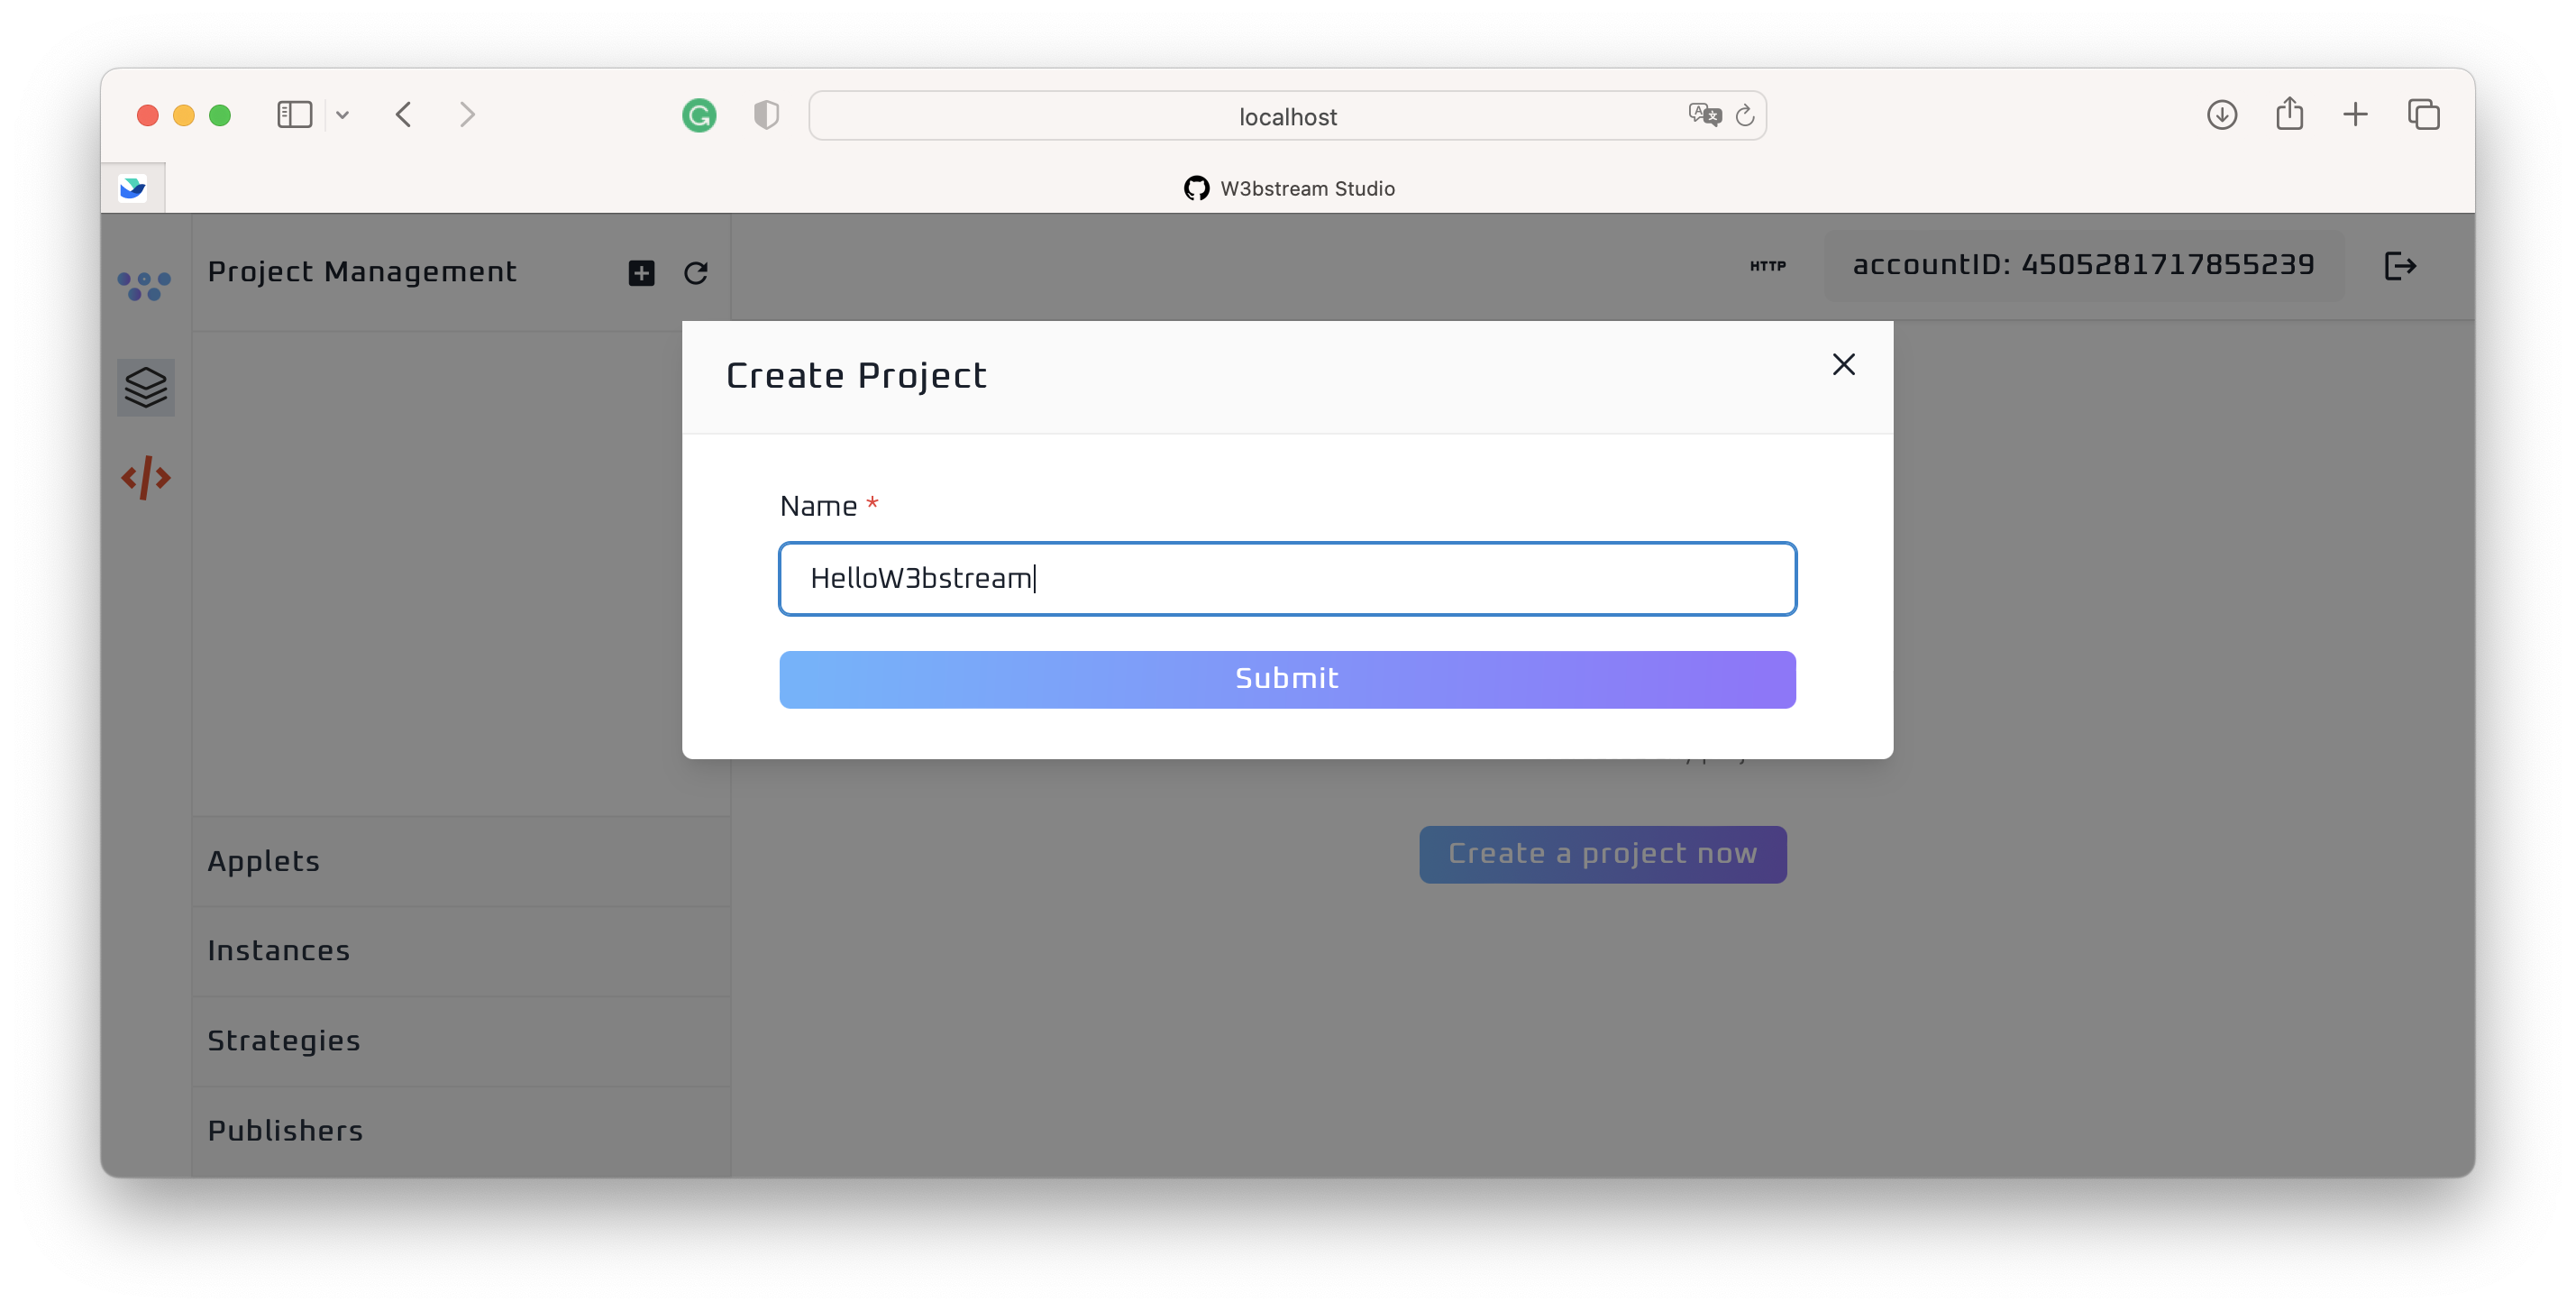 localhost
W3bstream Studio
Project Management
HTTP
accountID: 4505281717855239
Create Project
Name *
HelloW3bstream
Submit
Create a project now
Applets
Instances
Strategies
Publishers